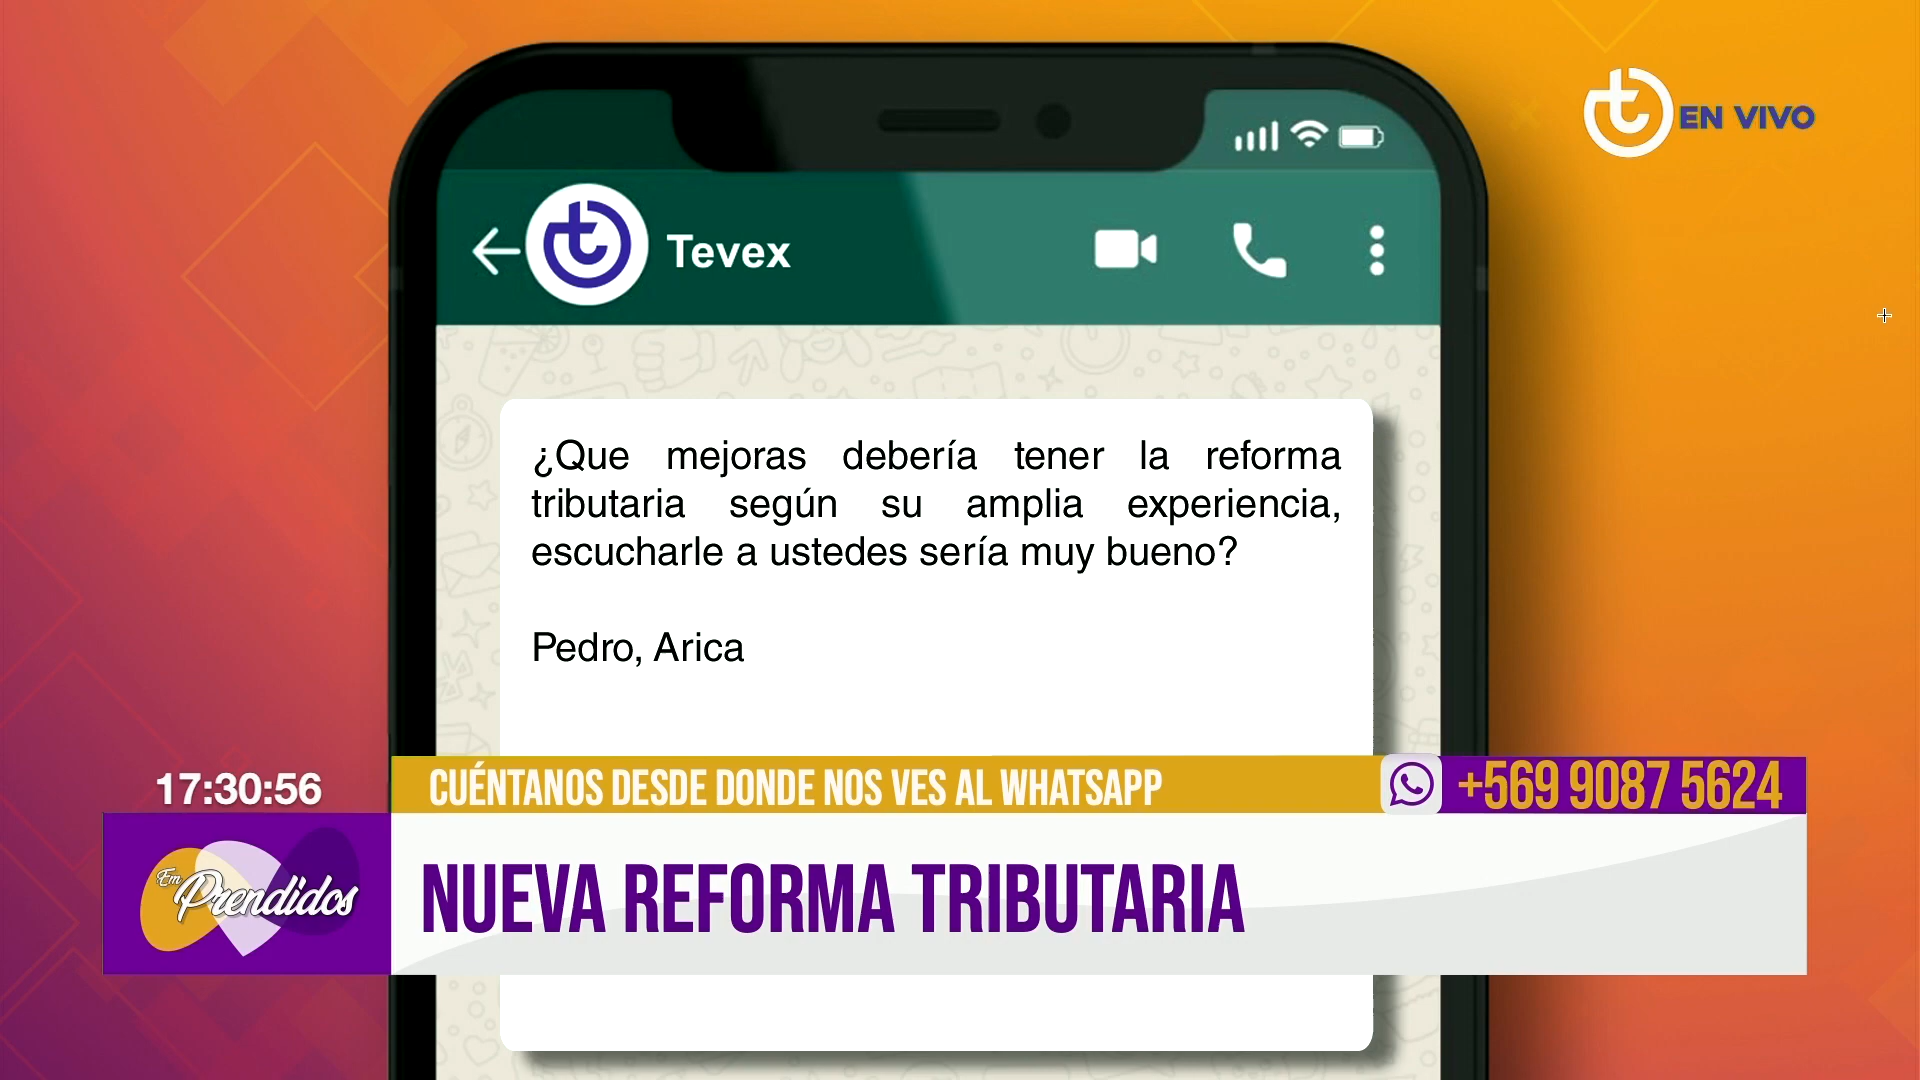 EN VIVO
Tevex
¿Que mejoras debería tener la reforma
tributaria según su amplia experiencia,
escucharle a ustedes sería muy bueno?
Pedro, Arica
17:30:56
CUÉNTANOS DESDE DONDE NOS VES AL WHATSAPP
+569 9087 5624
Em
Prendidos
NUEVA REFORMA TRIBUTARIA